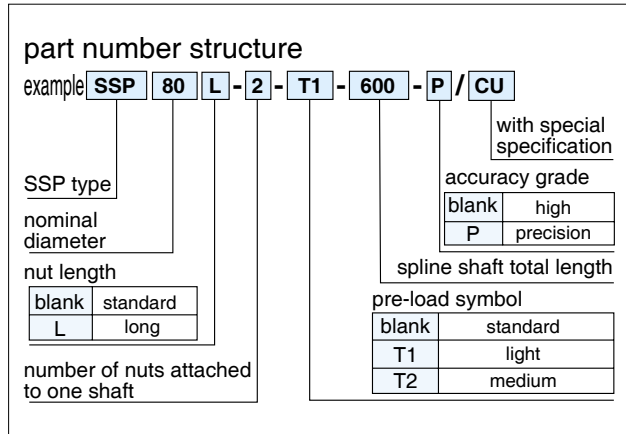 part number structure
example SSP 80 L - 2 - T1 - 600 - P / CU
with special
specification
SSP type
accuracy grade
blank high
P precision
nominal
diameter
spline shaft total length
nut length
blank standard
L long
pre-load symbol
blank standard
T1 light
T2 medium
number of nuts attached
to one shaft